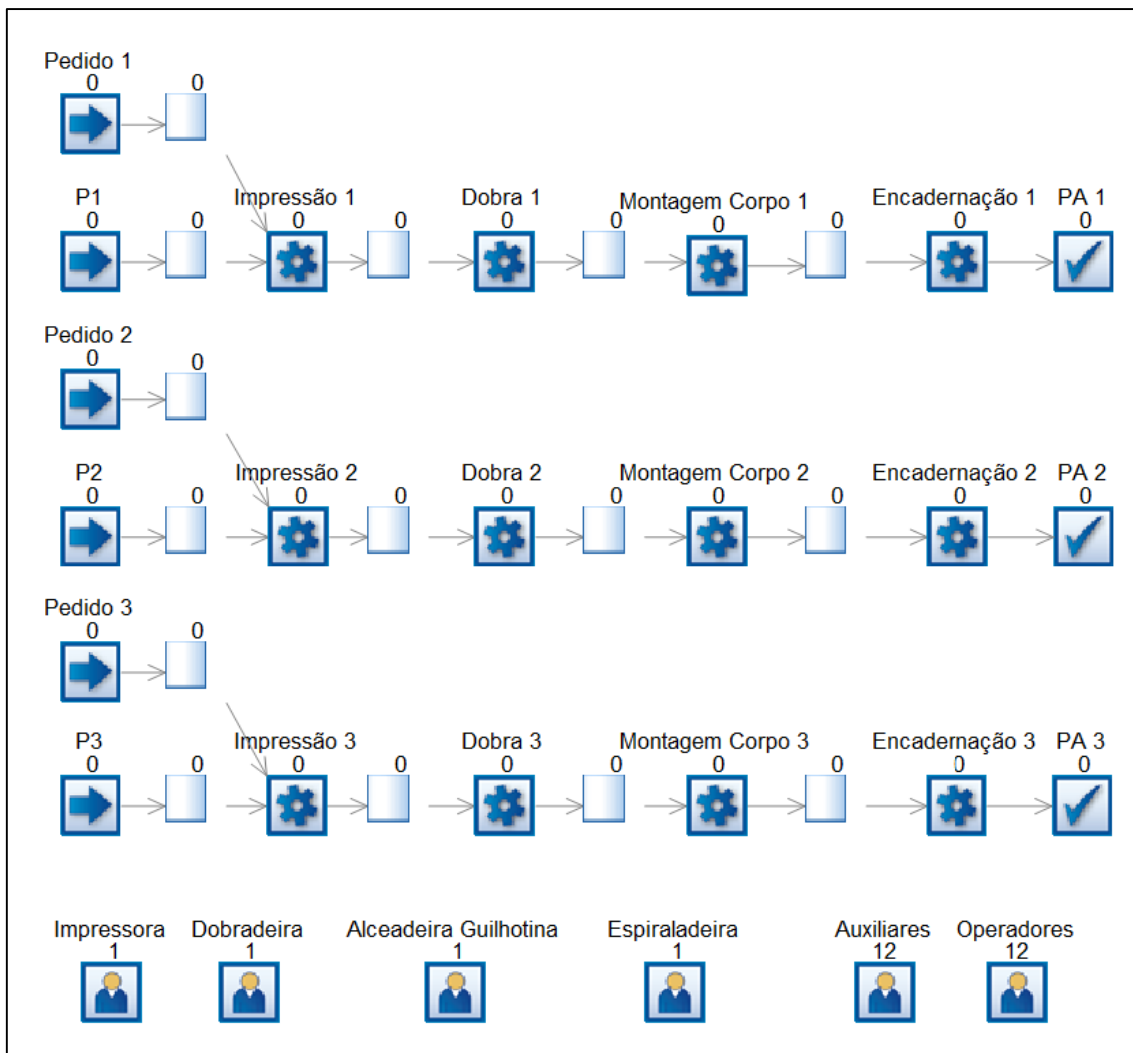 Pedido 1
0 0
P1 Impressão 1 Dobra 1 Montagem Corpo 1 Encadernação 1 PA 1
0 0 0 0 0 0 0 0 0 0
Pedido 2
0 0
P2 Impressão 2 Dobra 2 Montagem Corpo 2 Encadernação 2 PA 2
0 0 0 0 0 0 0 0 0 0
Pedido 3
0 0
P3 Impressão 3 Dobra 3 Montagem Corpo 3 Encadernação 3 PA 3
0 0 0 0 0 0 0 0 0 0
Impressora Dobradeira Alceadeira Guilhotina Espiraladeira Auxiliares Operadores
1 1 1 1 12 12